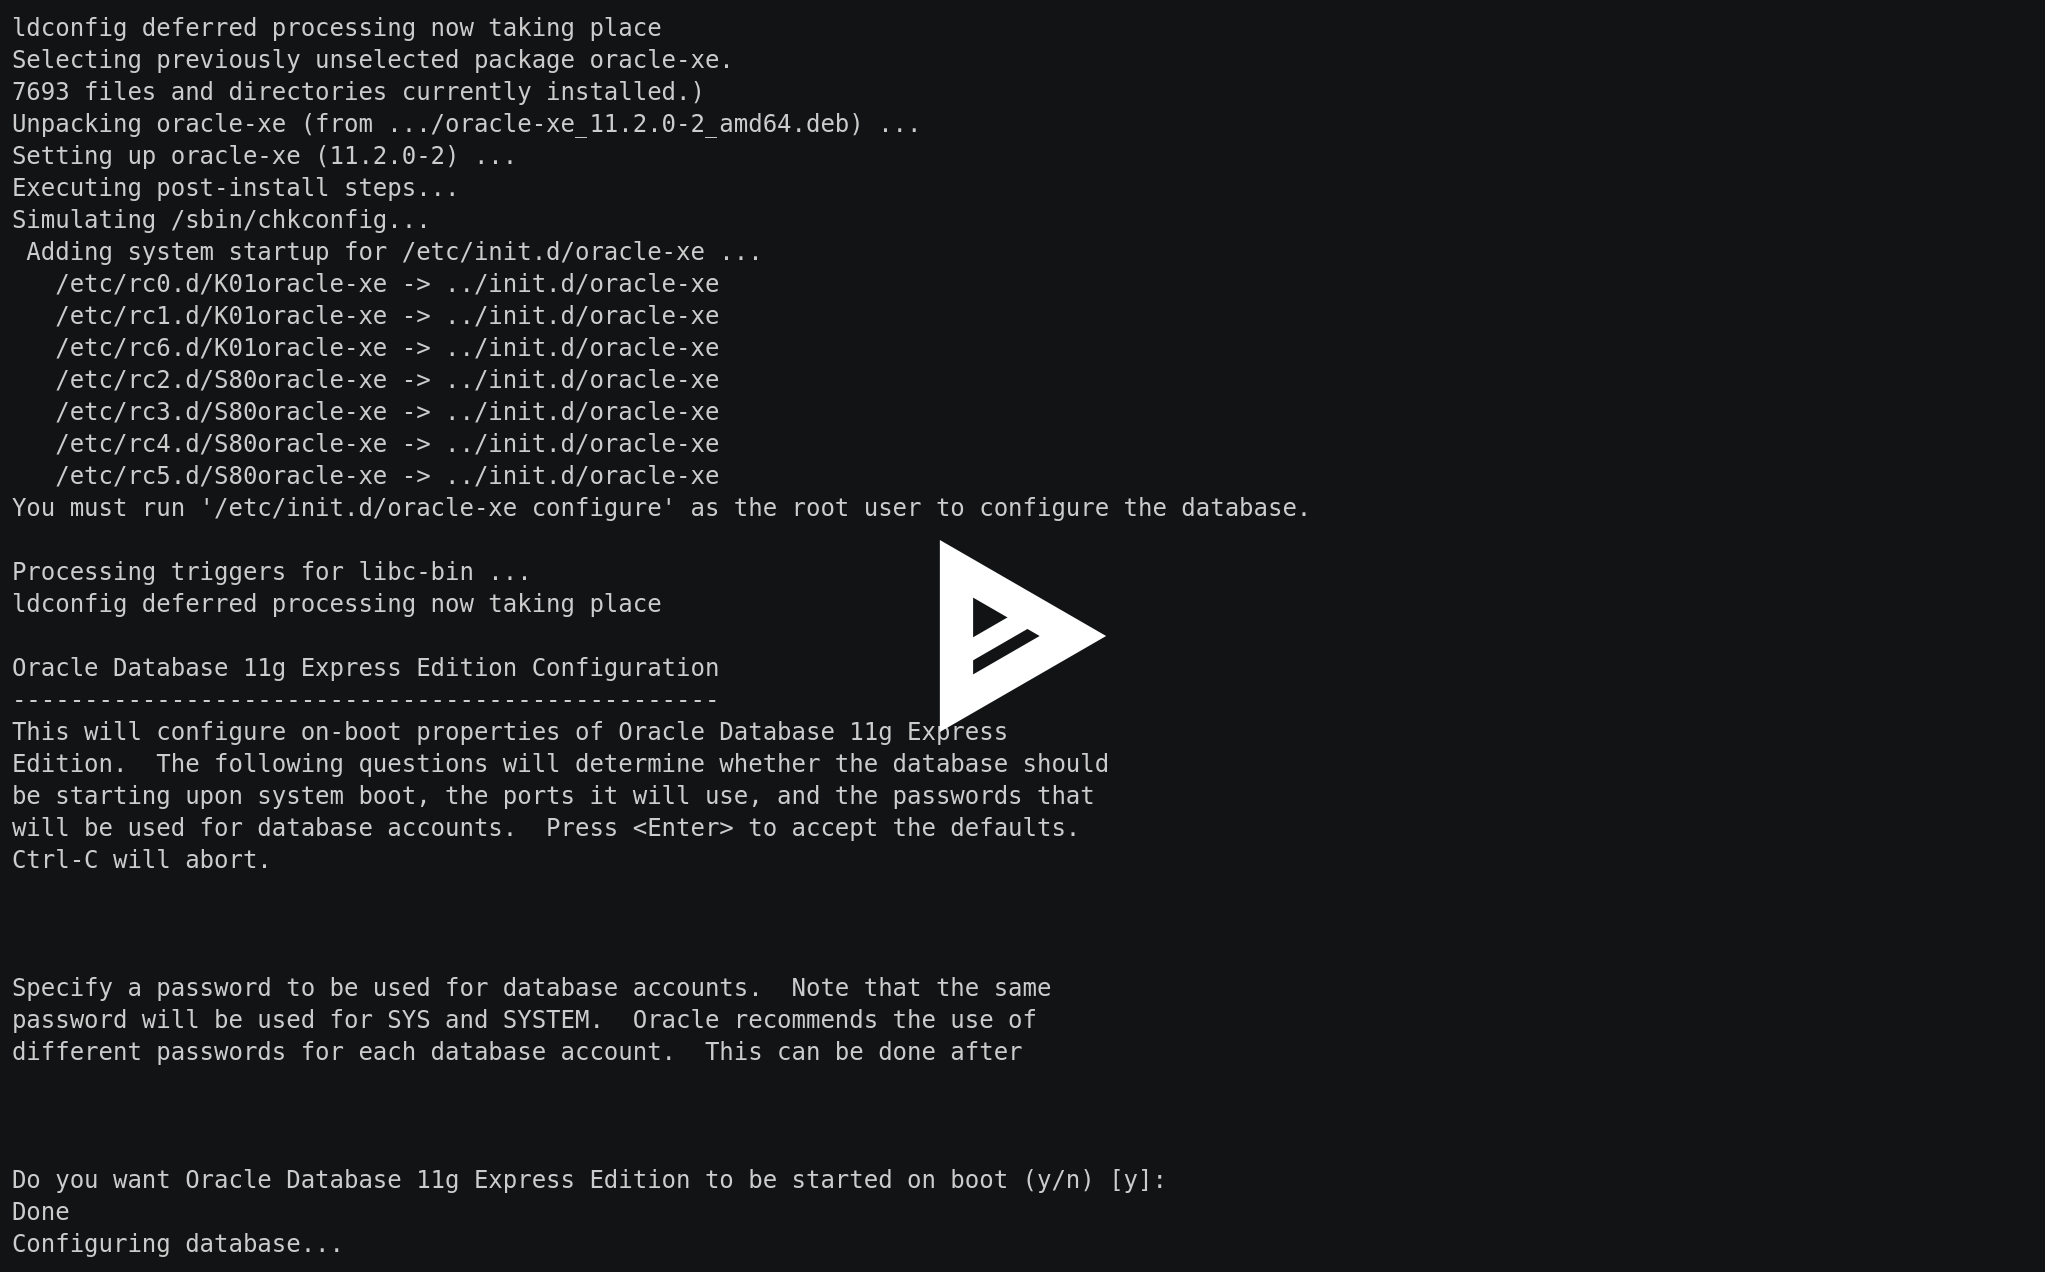 ldconfig deferred processing now taking place
Selecting previously unselected package oracle-xe.
7693 files and directories currently installed.)
Unpacking oracle-xe (from .../oracle-xe_11.2.0-2_amd64.deb) ...
Setting up oracle-xe (11.2.0-2) ...
Executing post-install steps...
Simulating /sbin/chkconfig...
 Adding system startup for /etc/init.d/oracle-xe ...
   /etc/rc0.d/K01oracle-xe -> ../init.d/oracle-xe
   /etc/rc1.d/K01oracle-xe -> ../init.d/oracle-xe
   /etc/rc6.d/K01oracle-xe -> ../init.d/oracle-xe
   /etc/rc2.d/S80oracle-xe -> ../init.d/oracle-xe
   /etc/rc3.d/S80oracle-xe -> ../init.d/oracle-xe
   /etc/rc4.d/S80oracle-xe -> ../init.d/oracle-xe
   /etc/rc5.d/S80oracle-xe -> ../init.d/oracle-xe
You must run '/etc/init.d/oracle-xe configure' as the root user to configure the database.
Processing triggers for libc-bin ...
ldconfig deferred processing now taking place
Oracle Database 11g Express Edition Configuration
-------------------------------------------------
This will configure on-boot properties of Oracle Database 11g Express
Edition.  The following questions will determine whether the database should
be starting upon system boot, the ports it will use, and the passwords that
will be used for database accounts.  Press <Enter> to accept the defaults.
Ctrl-C will abort.
Specify a password to be used for database accounts.  Note that the same
password will be used for SYS and SYSTEM.  Oracle recommends the use of
different passwords for each database account.  This can be done after
Do you want Oracle Database 11g Express Edition to be started on boot (y/n) [y]:
Done
Configuring database...